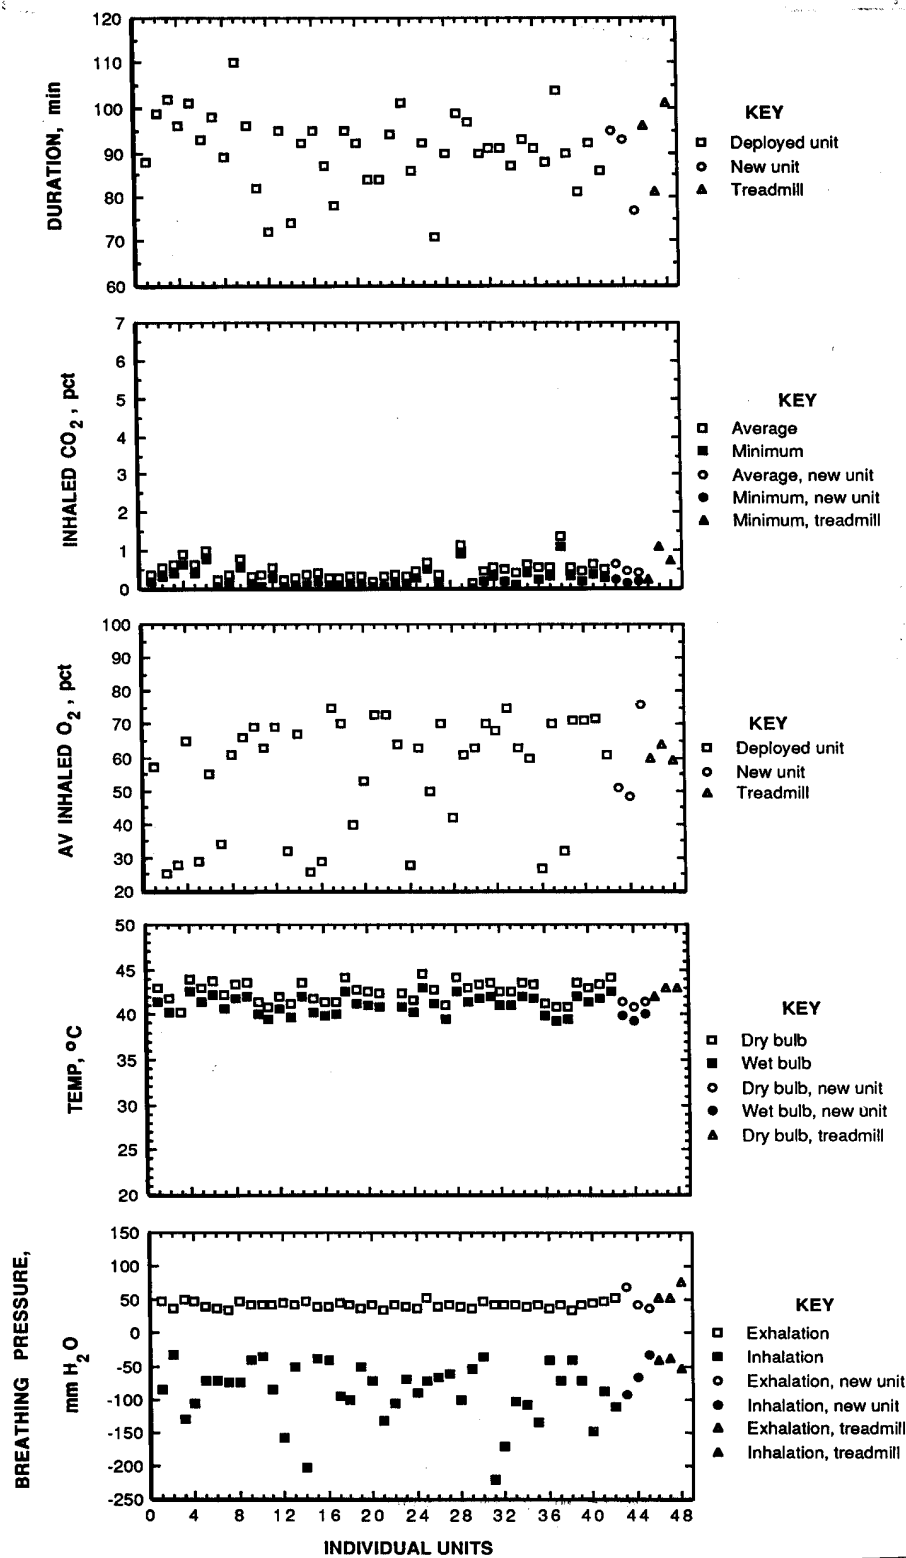 120
110
100
90
80
70
60
DURATION, min
KEY
Deployed unit
New unit
Treadmill
7
6
5
4
3
2
1
0
INHALED CO2, pct
KEY
Average
Minimum
Average, new unit
Minimum, new unit
Minimum, treadmill
100
90
80
70
60
50
40
30
20
AV INHALED O2, pct
KEY
Deployed unit
New unit
Treadmill
50
45
40
35
30
25
20
TEMP, °C
KEY
Dry bulb
Wet bulb
Dry bulb, new unit
Wet bulb, new unit
Dry bulb, treadmill
150
100
50
0
-50
-100
-150
-200
-250
BREATHING PRESSURE,
mm H2O
KEY
Exhalation
Inhalation
Exhalation, new unit
Inhalation, new unit
Exhalation, treadmill
Inhalation, treadmill
0 4 8 12 16 20 24 28 32 36 40 44 48
INDIVIDUAL UNITS